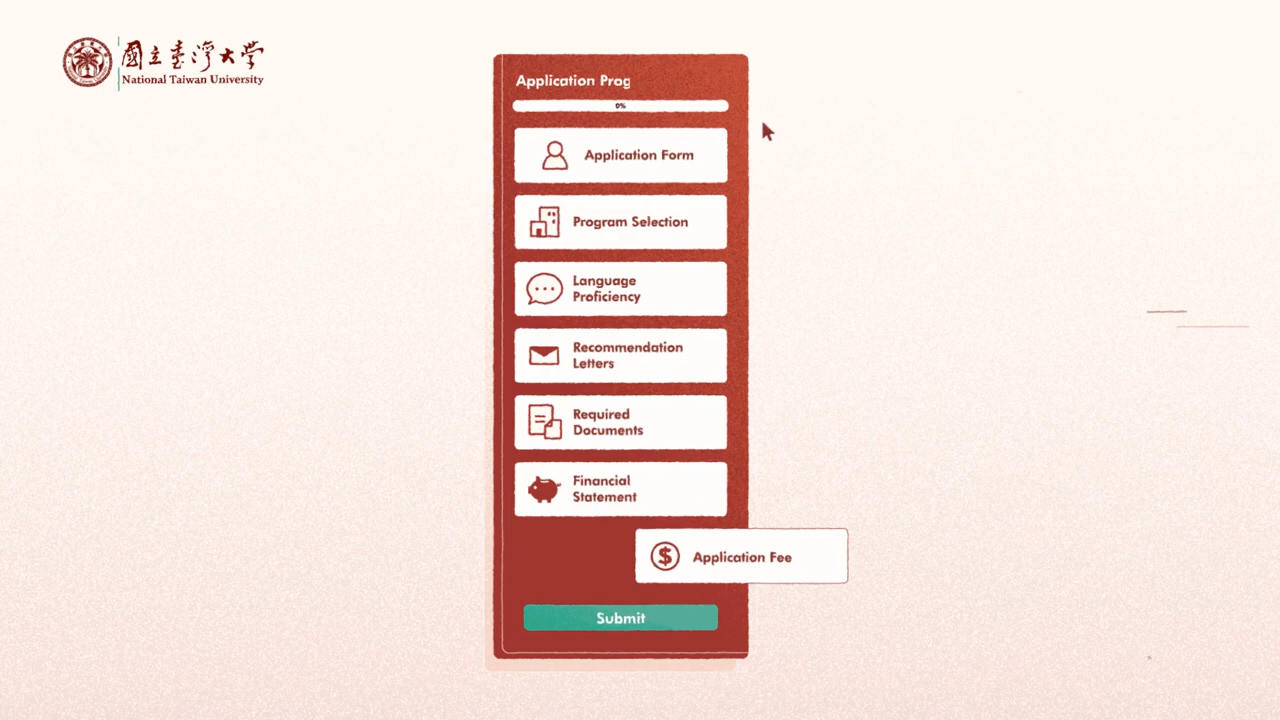 國立臺灣大學
National Taiwan University
Application Prog
0%
Application Form
Program Selection
Language
Proficiency
Recommendation
Letters
Required
Documents
Financial
Statement
$
Application Fee
Submit